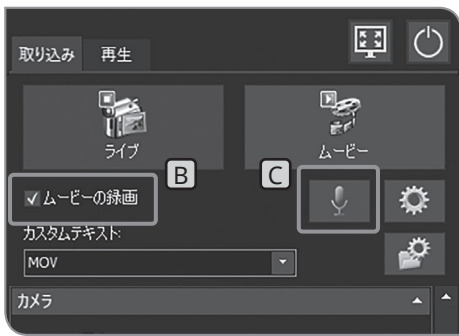 取り込み 再生
ライブ
ムービー
B
C
ムービーの録画
カスタムテキスト:
MOV
カメラ